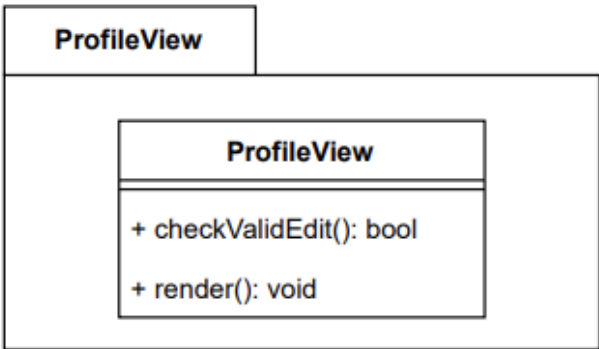 ProfileView
ProfileView
+ checkValidEdit(): bool
+ render(): void